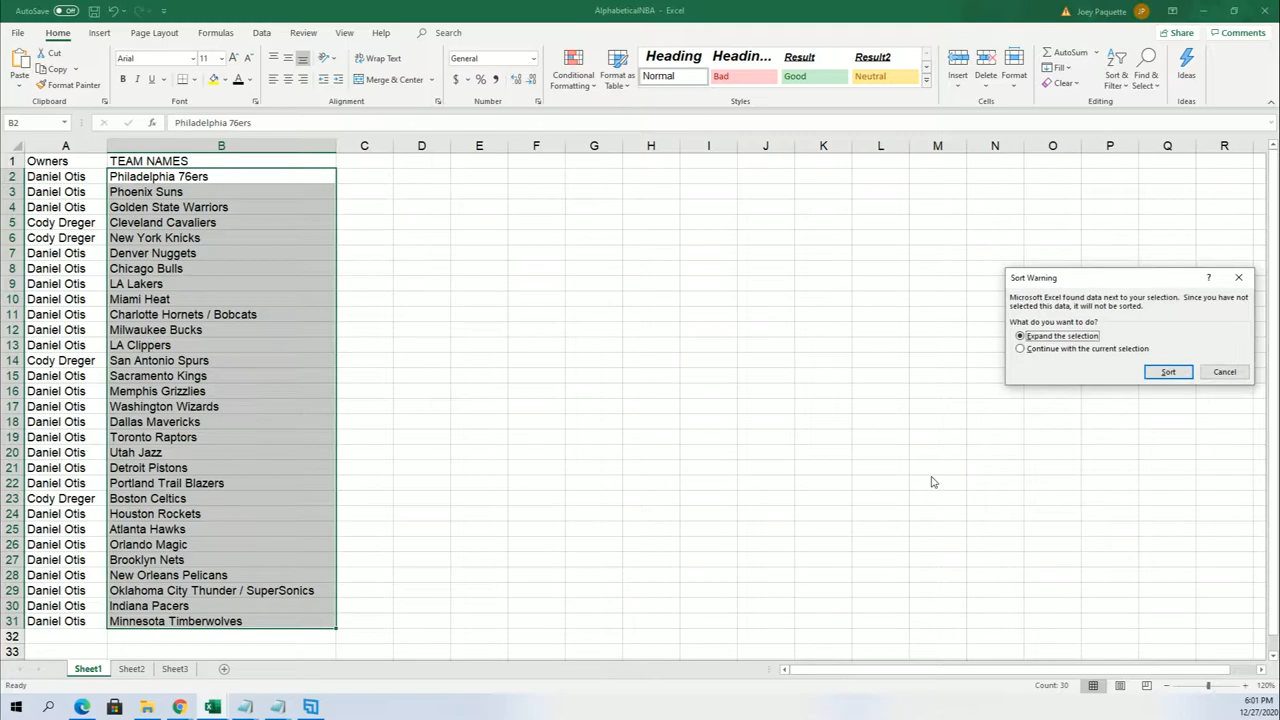 AutoSave Off AlphabeticalNBA - Excel Joey Paquette JP
File Home Insert Page Layout Formulas Data Review View Help Search Share Comments
Paste Cut Copy Format Painter Clipboard
Arial 11 A A B I U A Font
Wrap Text Merge & Center Alignment
General $ % , Number
Conditional Formatting Format as Table
Heading Headin... Result Result2
Normal Bad Good Neutral
Styles
Insert Delete Format Cells
AutoSum Fill Clear Sort & Filter Find & Select Editing
Ideas Ideas
B2 fx Philadelphia 76ers
A B C D E F G H I J K L M N O P Q R
1 Owners TEAM NAMES
2 Daniel Otis Philadelphia 76ers
3 Daniel Otis Phoenix Suns
4 Daniel Otis Golden State Warriors
5 Cody Dreger Cleveland Cavaliers
6 Cody Dreger New York Knicks
7 Daniel Otis Denver Nuggets
8 Daniel Otis Chicago Bulls
9 Daniel Otis LA Lakers
10 Daniel Otis Miami Heat
11 Daniel Otis Charlotte Hornets / Bobcats
12 Daniel Otis Milwaukee Bucks
13 Daniel Otis LA Clippers
14 Cody Dreger San Antonio Spurs
15 Daniel Otis Sacramento Kings
16 Daniel Otis Memphis Grizzlies
17 Daniel Otis Washington Wizards
18 Daniel Otis Dallas Mavericks
19 Daniel Otis Toronto Raptors
20 Daniel Otis Utah Jazz
21 Daniel Otis Detroit Pistons
22 Daniel Otis Portland Trail Blazers
23 Cody Dreger Boston Celtics
24 Daniel Otis Houston Rockets
25 Daniel Otis Atlanta Hawks
26 Daniel Otis Orlando Magic
27 Daniel Otis Brooklyn Nets
28 Daniel Otis New Orleans Pelicans
29 Daniel Otis Oklahoma City Thunder / SuperSonics
30 Daniel Otis Indiana Pacers
31 Daniel Otis Minnesota Timberwolves
32
33
Sort Warning ?
Microsoft Excel found data next to your selection. Since you have not
selected this data, it will not be sorted.
What do you want to do?
Expand the selection
Continue with the current selection
Sort Cancel
Sheet1 Sheet2 Sheet3
Ready Count: 30 120%
6:01 PM
12/27/2020